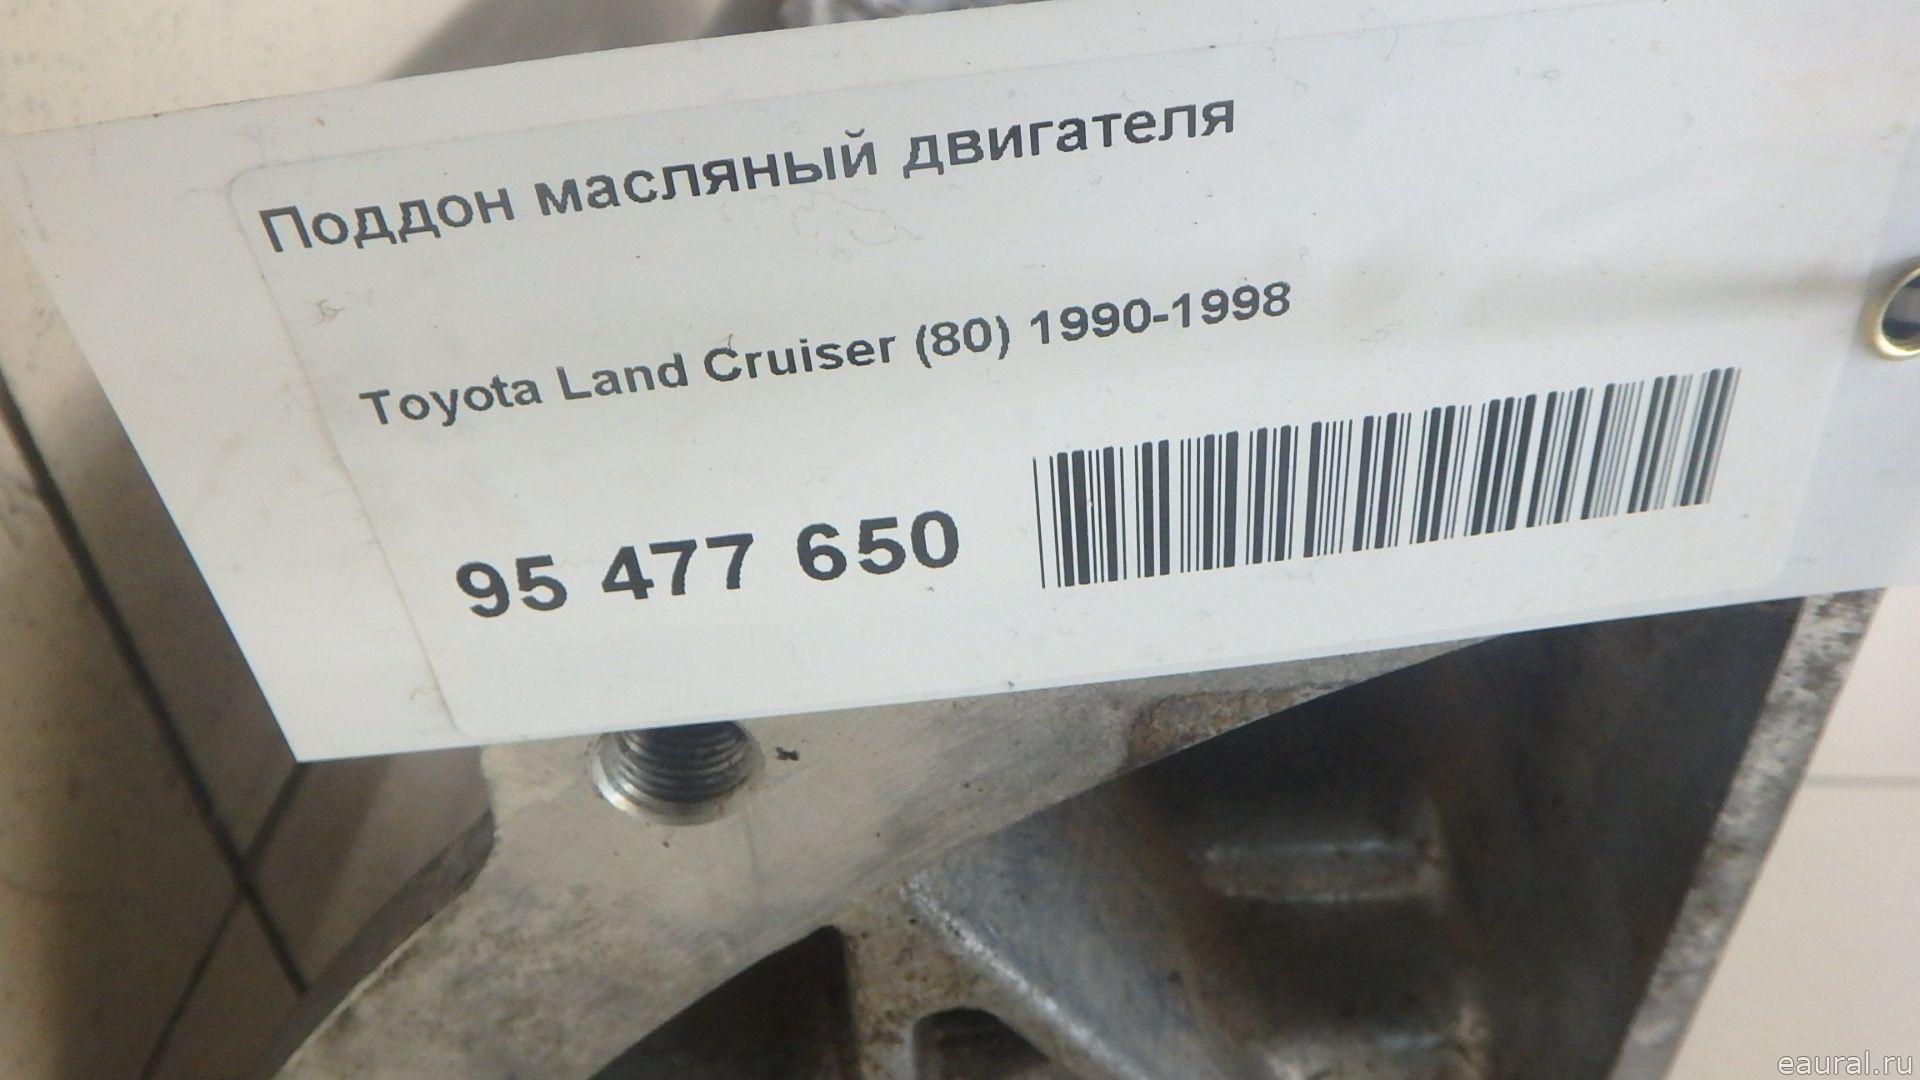 Поддон масляный двигателя
Toyota Land Cruiser (80) 1990-1998
95 477 650
eaural.ru